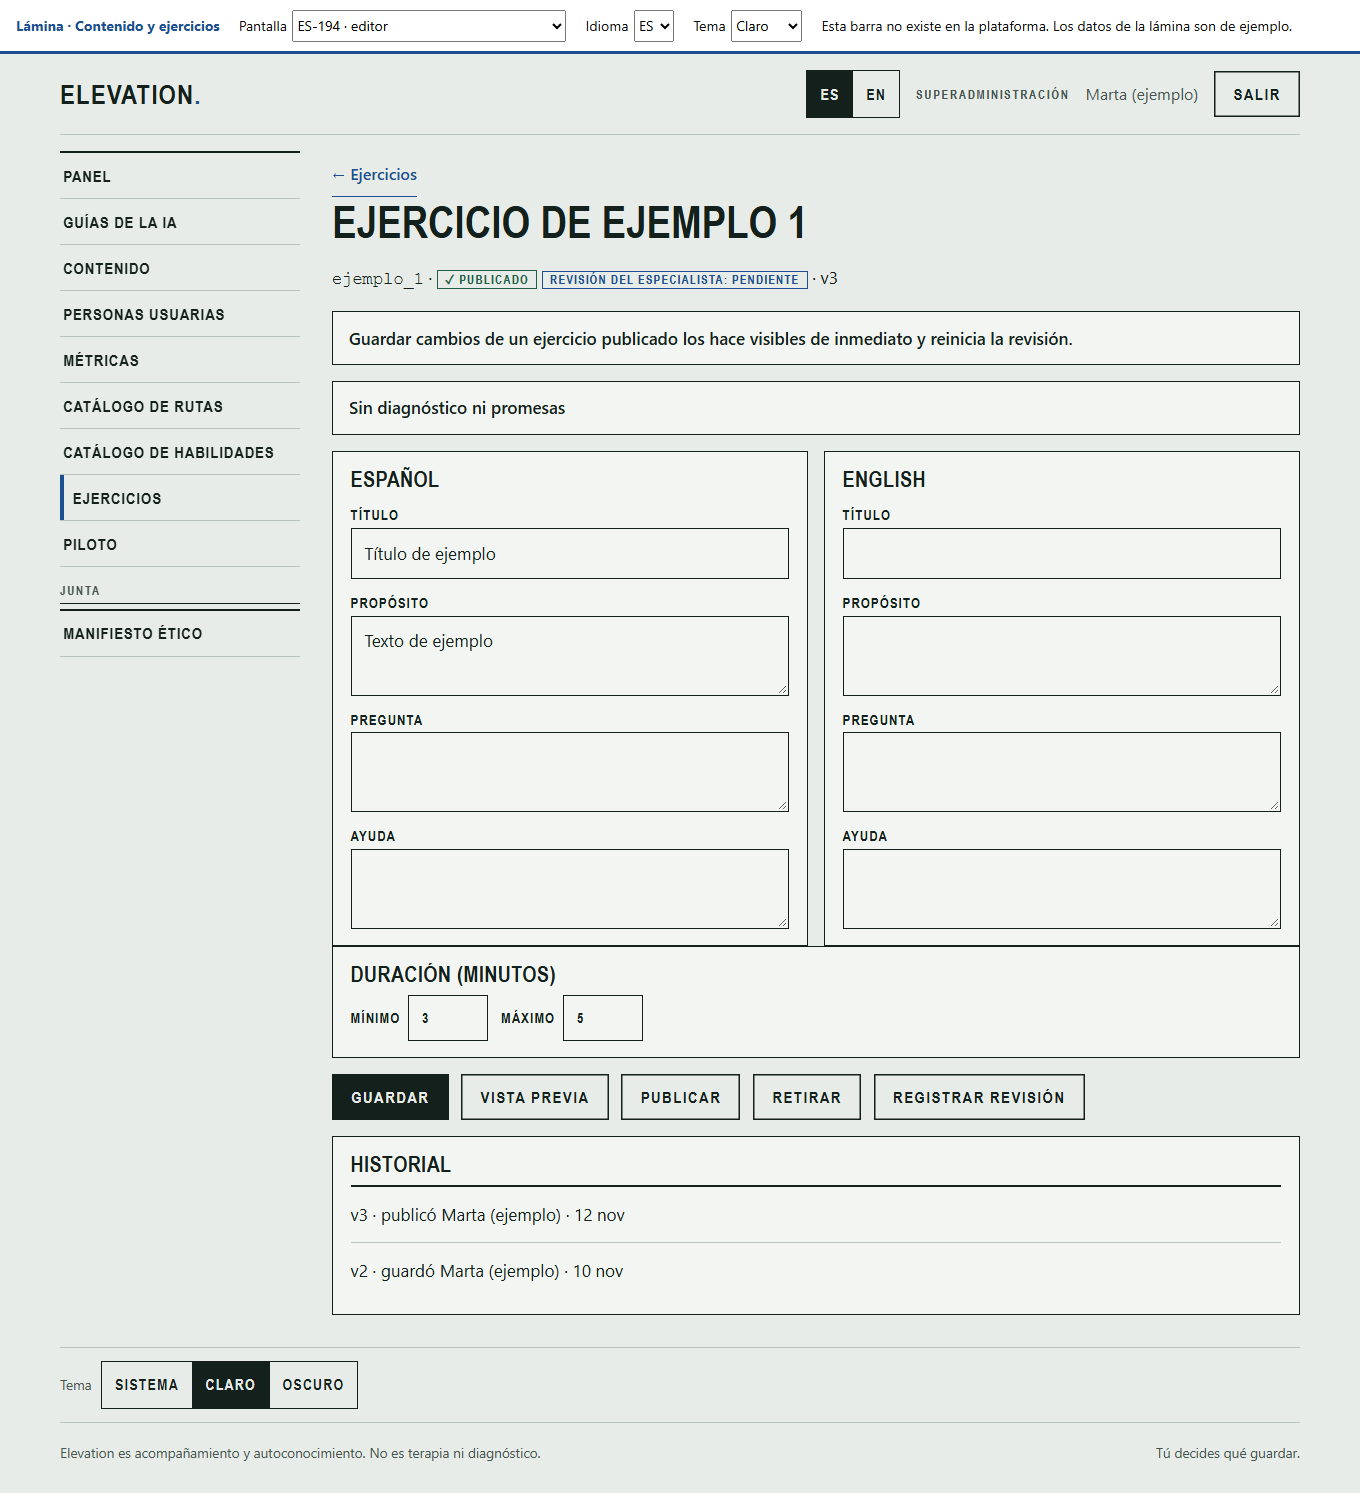 Lámina · Contenido y ejercicios Pantalla ES-194 · editor Idioma ES Tema Claro Esta barra no existe en la plataforma. Los datos de la lámina son de ejemplo.
ELEVATION. ES EN SUPERADMINISTRACIÓN Marta (ejemplo) SALIR
PANEL
GUÍAS DE LA IA
CONTENIDO
PERSONAS USUARIAS
MÉTRICAS
CATÁLOGO DE RUTAS
CATÁLOGO DE HABILIDADES
EJERCICIOS
PILOTO
JUNTA
MANIFIESTO ÉTICO
← Ejercicios
EJERCICIO DE EJEMPLO 1
ejemplo_1 · ✓ PUBLICADO REVISIÓN DEL ESPECIALISTA: PENDIENTE · v3
Guardar cambios de un ejercicio publicado los hace visibles de inmediato y reinicia la revisión.
Sin diagnóstico ni promesas
ESPAÑOL
TÍTULO
Título de ejemplo
PROPÓSITO
Texto de ejemplo
PREGUNTA
AYUDA
ENGLISH
TÍTULO
PROPÓSITO
PREGUNTA
AYUDA
DURACIÓN (MINUTOS)
MÍNIMO 3 MÁXIMO 5
GUARDAR VISTA PREVIA PUBLICAR RETIRAR REGISTRAR REVISIÓN
HISTORIAL
v3 · publicó Marta (ejemplo) · 12 nov
v2 · guardó Marta (ejemplo) · 10 nov
Tema SISTEMA CLARO OSCURO
Elevation es acompañamiento y autoconocimiento. No es terapia ni diagnóstico. Tú decides qué guardar.